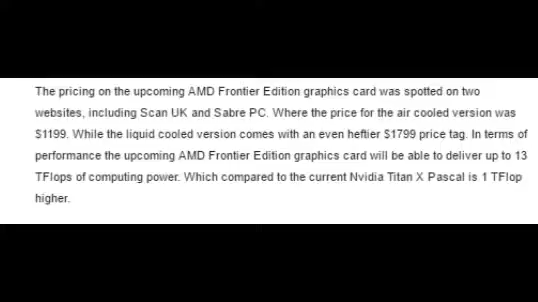 The pricing on the upcoming AMD Frontier Edition graphics card was spotted on two
websites, including Scan UK and Sabre PC. Where the price for the air cooled version was
$1199. While the liquid cooled version comes with an even heftier $1799 price tag. In terms of
performance the upcoming AMD Frontier Edition graphics card will be able to deliver up to 13
TFlops of computing power. Which compared to the current Nvidia Titan X Pascal is 1 TFlop
higher.